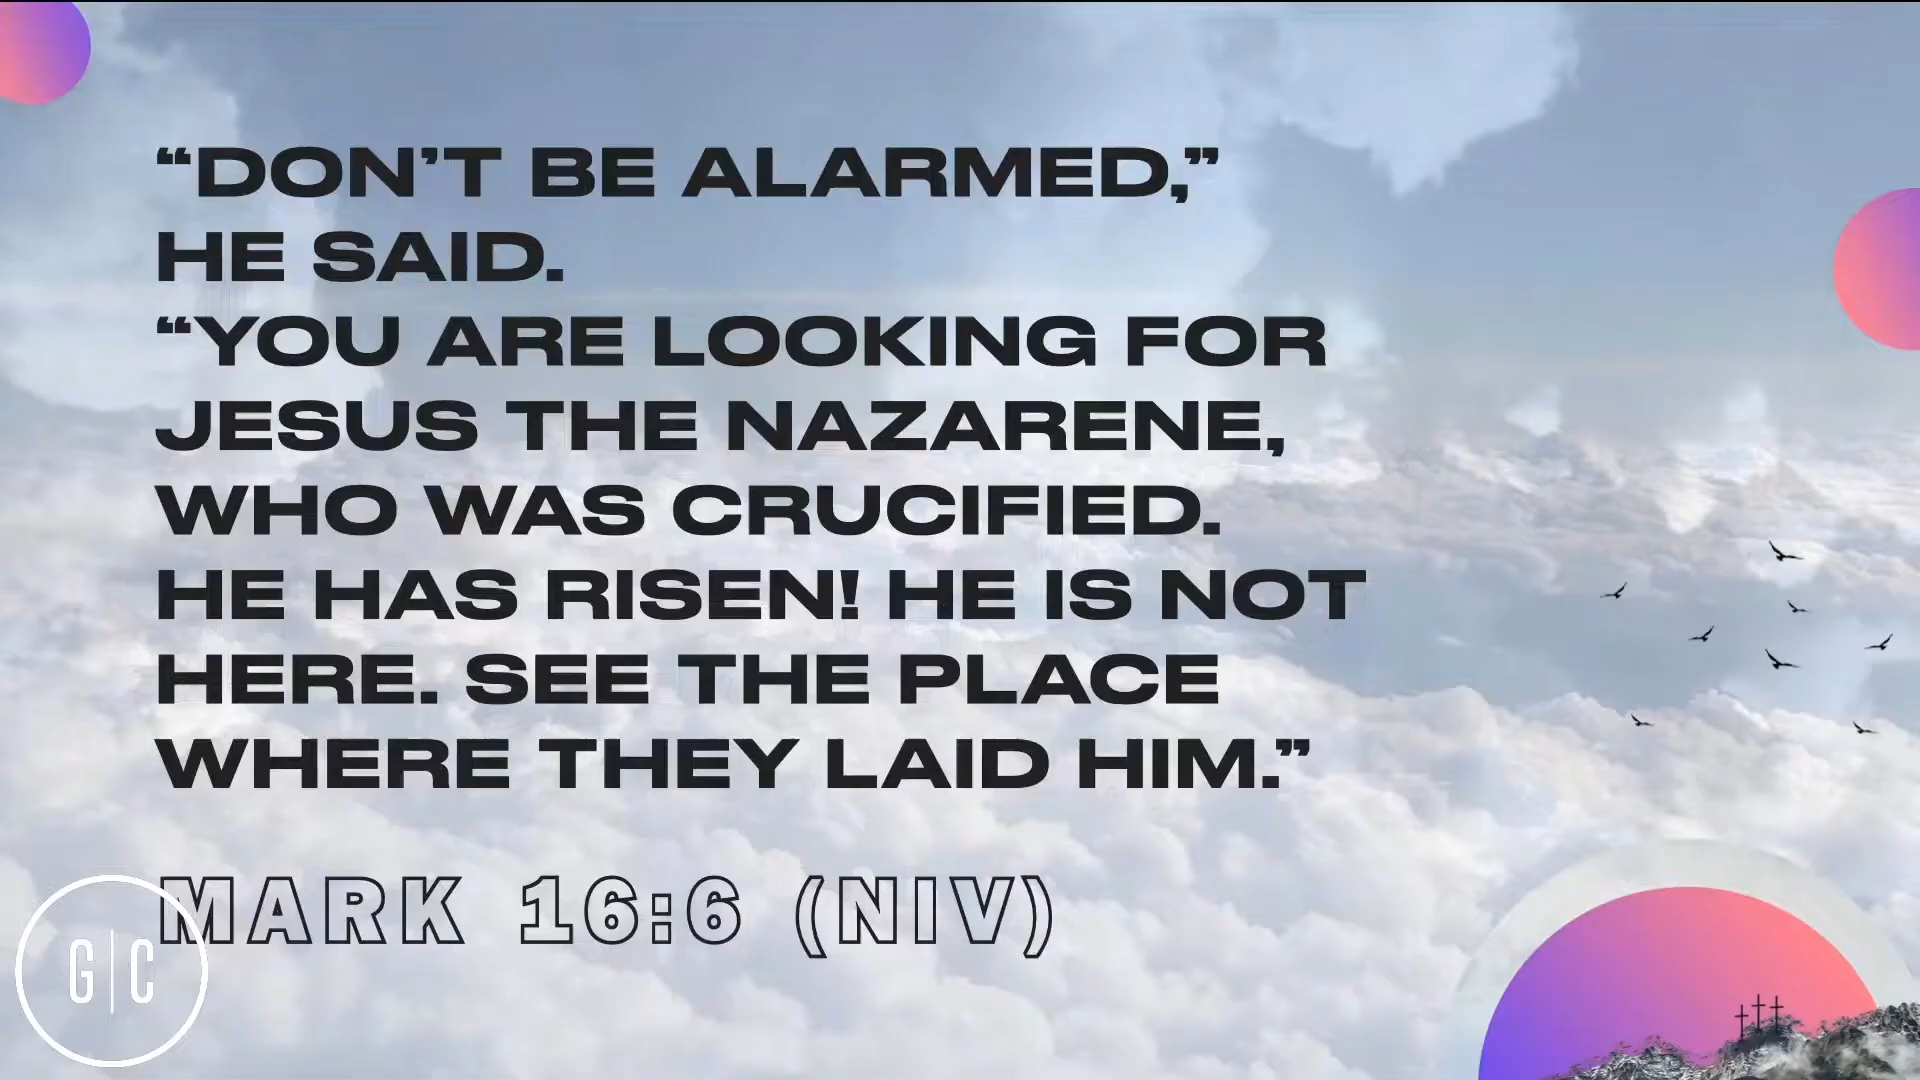 “DON’T BE ALARMED,”
HE SAID.
“YOU ARE LOOKING FOR
JESUS THE NAZARENE,
WHO WAS CRUCIFIED.
HE HAS RISEN! HE IS NOT
HERE. SEE THE PLACE
WHERE THEY LAID HIM.”
MARK 16:6 (NIV)
G|C